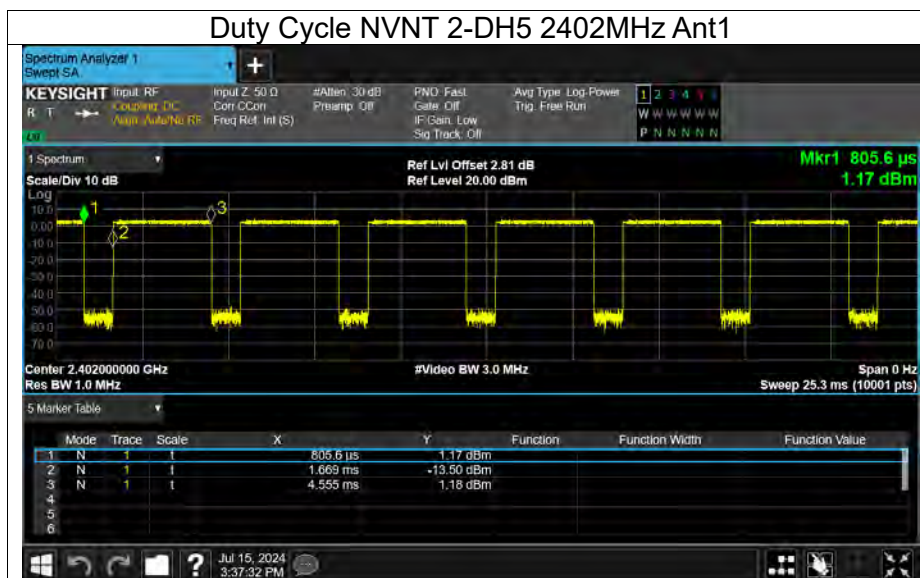 Duty Cycle NVNT 2-DH5 2402MHz Ant1
Spectrum Analyzer 1
Swept SA
+
KEYSIGHT Input: RF Input Z: 50 Ω #Atten: 30 dB PNO: Fast Avg Type: Log-Power 1 2 3 4 5 6
R T Coupling: DC Corr CCorr Preamp: Off Gate: Off Trig: Free Run W W W W W W
Align: Auto/No RF Freq Ref: Int (S) IF Gain: Low P N N N N N
Sig Track: Off
1 Spectrum Ref Lvl Offset 2.81 dB Mkr1 805.6 µs
Scale/Div 10 dB Ref Level 20.00 dBm 1.17 dBm
Log
10.0
0.00
-10.0
-20.0
-30.0
-40.0
-50.0
-60.0
-70.0
1
2
3
Center 2.402000000 GHz #Video BW 3.0 MHz Span 0 Hz
Res BW 1.0 MHz Sweep 25.3 ms (10001 pts)
5 Marker Table
Mode Trace Scale X Y Function Function Width Function Value
1 N 1 t 805.6 µs 1.17 dBm
2 N 1 t 1.669 ms -13.50 dBm
3 N 1 t 4.555 ms 1.18 dBm
4
5
6
? Jul 15, 2024
3:37:32 PM